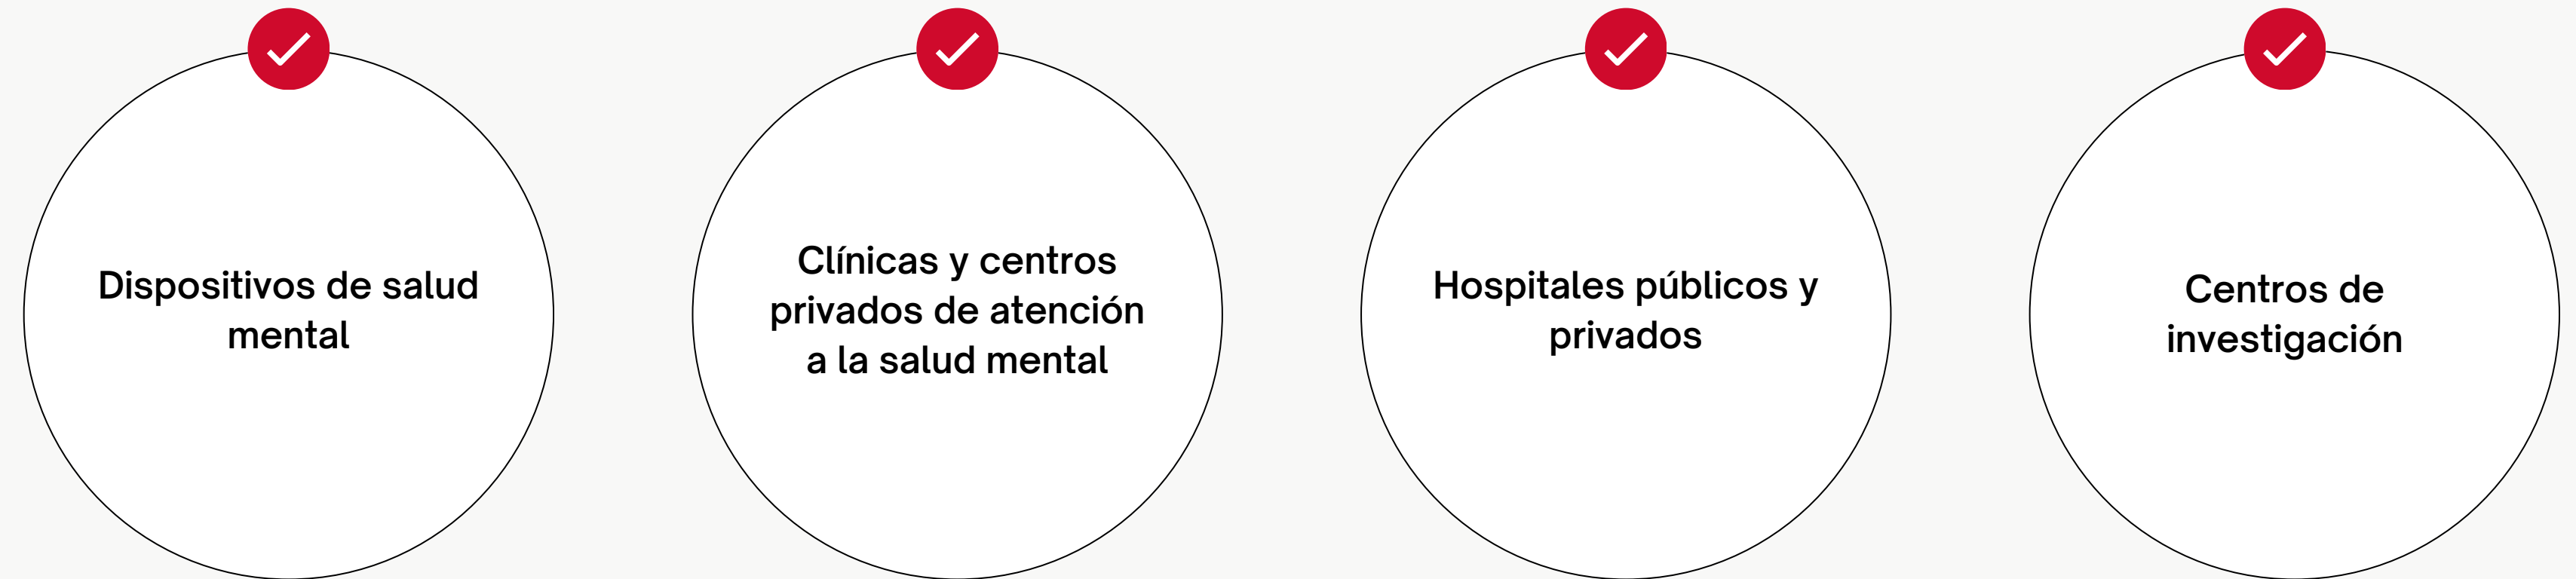 Dispositivos de salud
mental
Clínicas y centros
privados de atención
a la salud mental
Hospitales públicos y
privados
Centros de
investigación